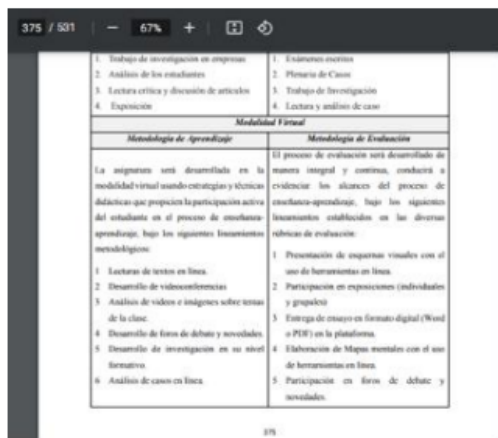 375 / 531 — 67% +
1. Trabajo de investigación en empresas
2. Análisis de los estudiantes
3. Lectura crítica y discusión de artículos
4. Exposición
1. Exámenes escritos
2. Plenaria de Casos
3. Trabajo de Investigación
4. Lectura y análisis de caso
Modalidad Virtual
Metodología de Aprendizaje
La asignatura será desarrollada en la
modalidad virtual usando estrategias y técnicas
didácticas que propicien la participación activa
del estudiante en el proceso de enseñanza-
aprendizaje, bajo los siguientes lineamientos
metodológicos:
1 Lecturas de textos en línea.
2 Desarrollo de videoconferencias
3 Análisis de videos e imágenes sobre temas
de la clase.
4 Desarrollo de foros de debate y novedades.
5 Desarrollo de investigación en su nivel
formativo.
6 Análisis de casos en línea.
Metodología de Evaluación
El proceso de evaluación será desarrollado de
manera integral y continua, conducirá a
evidenciar los alcances del proceso de
enseñanza-aprendizaje, bajo los siguientes
lineamientos establecidos en las diversas
rúbricas de evaluación:
1 Presentación de esquemas visuales con el
uso de herramientas en línea.
2 Participación en exposiciones (individuales
y grupales)
3 Entrega de ensayo en formato digital (Word
o PDF) en la plataforma.
4 Elaboración de Mapas mentales con el uso
de herramientas en línea.
5 Participación en foros de debate y
novedades.
375